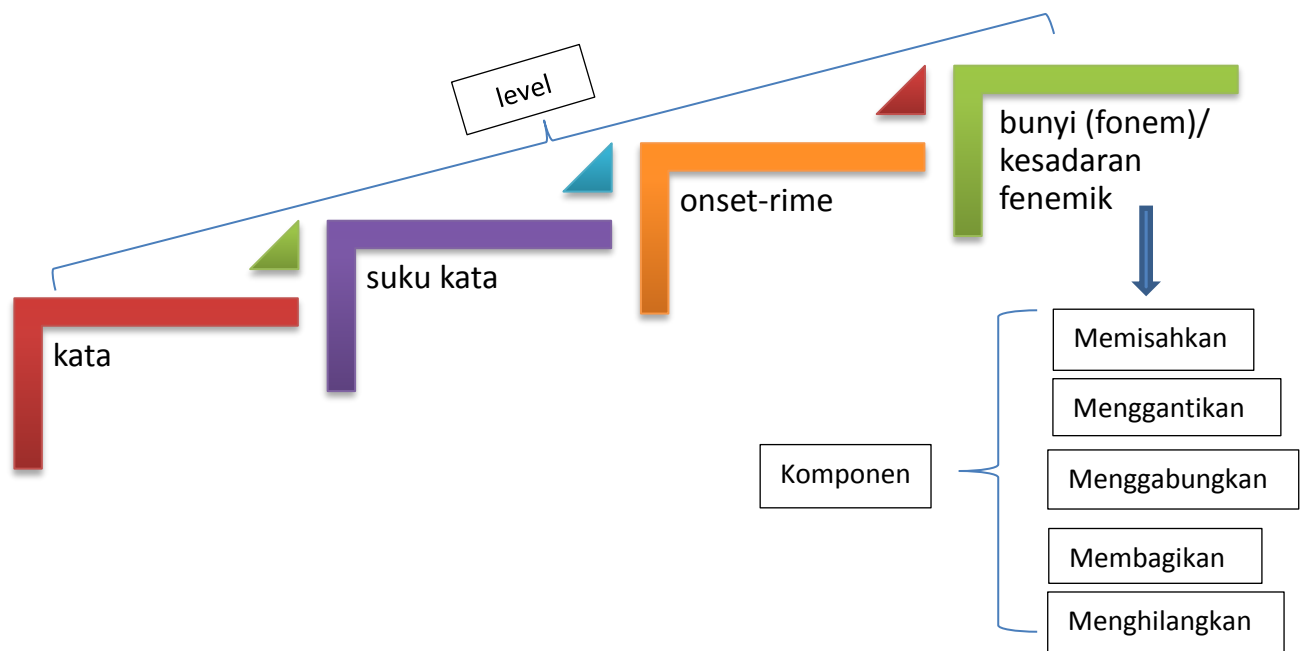 level
kata
suku kata
onset-rime
bunyi (fonem)/
kesadaran
fenemik
Komponen
Memisahkan
Menggantikan
Menggabungkan
Membagikan
Menghilangkan